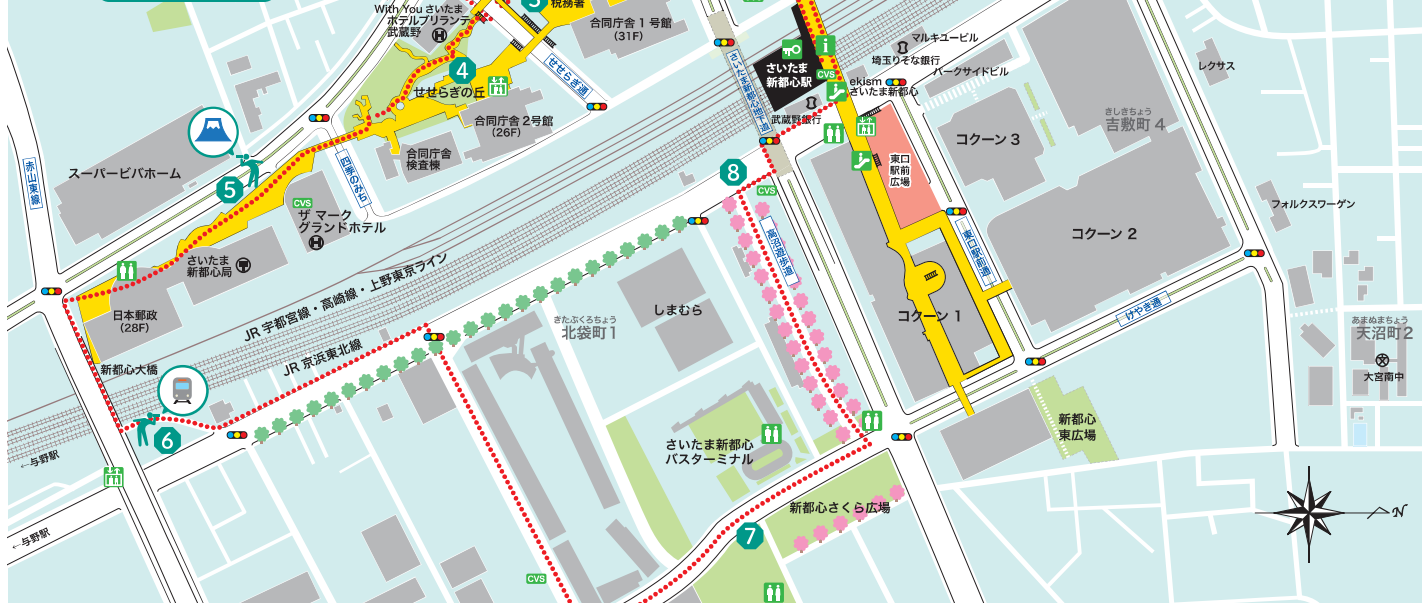 With You さいたま
ホテルブリランテ
武蔵野
3
税務署
合同庁舎1号館
(31F)
4
せせらぎの丘
せせらぎ通
合同庁舎2号館
(26F)
合同庁舎
検査棟
四季のみち
赤山東線
スーパービバホーム
5
CVS
ザ マーク
グランドホテル
さいたま
新都心局
日本郵政
(28F)
新都心大橋
6
←与野駅
←与野駅
JR 宇都宮線・高崎線・上野東京ライン
JR 京浜東北線
さいたま新都心地下道
さいたま
新都心駅
i
CVS
ekism
さいたま新都心
武蔵野銀行
マルキユービル
埼玉りそな銀行
パークサイドビル
東口
駅前
広場
コクーン 3
きしきちょう
吉敷町 4
レクサス
コクーン 2
フォルクスワーゲン
東口駅前通
コクーン 1
けやき通
8
CVS
高沼遊歩道
しまむら
きたぶくろちょう
北袋町 1
さいたま新都心
バスターミナル
新都心さくら広場
7
CVS
新都心
東広場
あまぬまちょう
天沼町 2
大宮南中
N